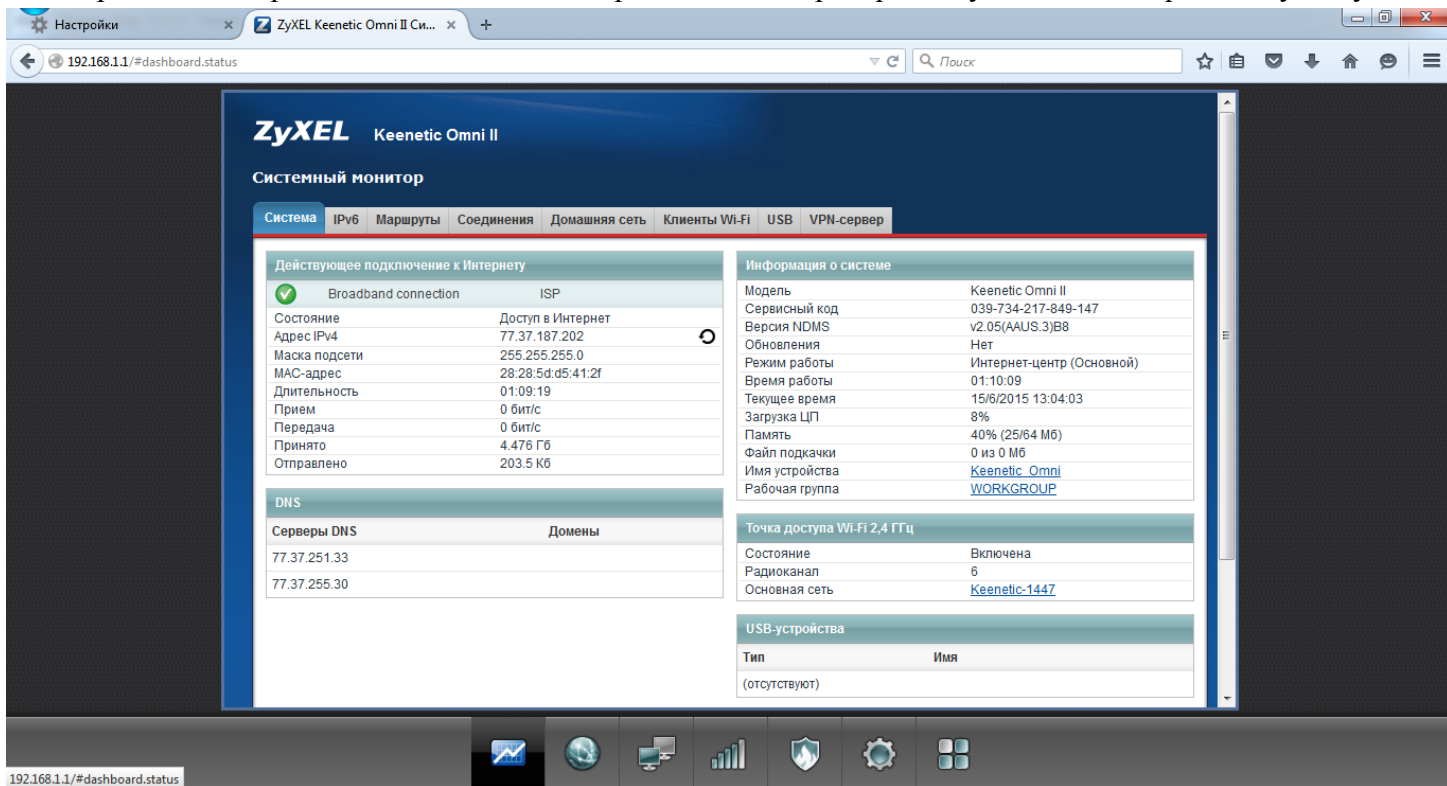 Настройки
ZyXEL Keenetic Omni II Си...
192.168.1.1/#dashboard.status
Поиск
ZyXEL Keenetic Omni II
Системный монитор
Система IPv6 Маршруты Соединения Домашняя сеть Клиенты Wi-Fi USB VPN-сервер
Действующее подключение к Интернету
Broadband connection ISP
Состояние Доступ в Интернет
Адрес IPv4 77.37.187.202
Маска подсети 255.255.255.0
MAC-адрес 28:28:5d:d5:41:2f
Длительность 01:09:19
Прием 0 бит/с
Передача 0 бит/с
Принято 4.476 Гб
Отправлено 203.5 Кб
DNS
Серверы DNS Домены
77.37.251.33
77.37.255.30
Информация о системе
Модель Keenetic Omni II
Сервисный код 039-734-217-849-147
Версия NDMS v2.05(AAUS.3)B8
Обновления Нет
Режим работы Интернет-центр (Основной)
Время работы 01:10:09
Текущее время 15/6/2015 13:04:03
Загрузка ЦП 8%
Память 40% (25/64 Мб)
Файл подкачки 0 из 0 Мб
Имя устройства Keenetic_Omni
Рабочая группа WORKGROUP
Точка доступа Wi-Fi 2,4 ГГц
Состояние Включена
Радиоканал 6
Основная сеть Keenetic-1447
USB-устройства
Тип Имя
(отсутствуют)
192.168.1.1/#dashboard.status